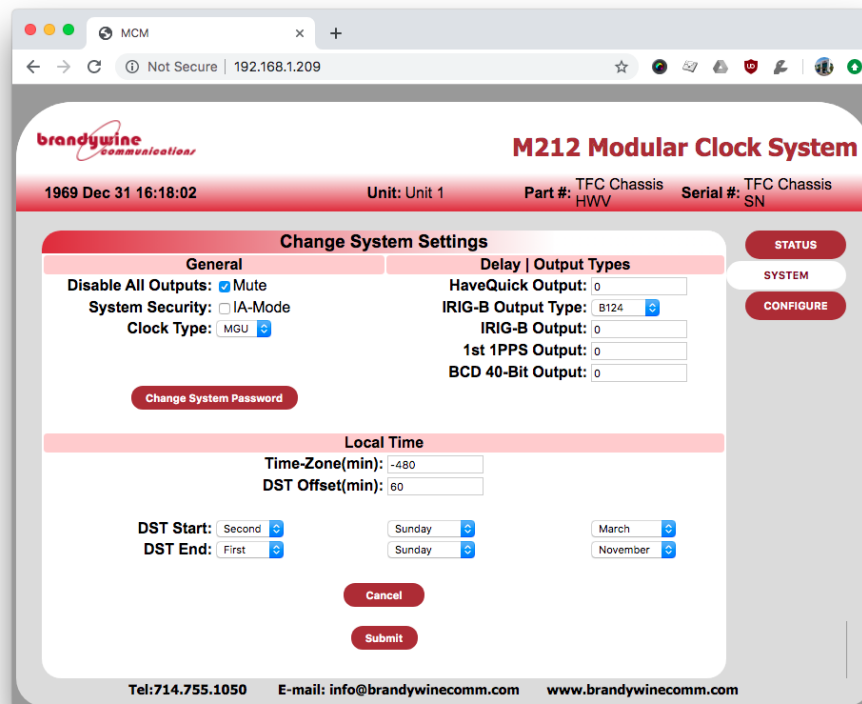 MCM
Not Secure | 192.168.1.209
brandywine
communications
M212 Modular Clock System
1969 Dec 31 16:18:02 Unit: Unit 1 Part #: TFC Chassis HWV Serial #: TFC Chassis SN
Change System Settings
STATUS
SYSTEM
CONFIGURE
General
Disable All Outputs: Mute
System Security: IA-Mode
Clock Type: MGU
Change System Password
Delay | Output Types
HaveQuick Output: 0
IRIG-B Output Type: B124
IRIG-B Output: 0
1st 1PPS Output: 0
BCD 40-Bit Output: 0
Local Time
Time-Zone(min): -480
DST Offset(min): 60
DST Start: Second Sunday March
DST End: First Sunday November
Cancel
Submit
Tel:714.755.1050 E-mail: info@brandywinecomm.com www.brandywinecomm.com